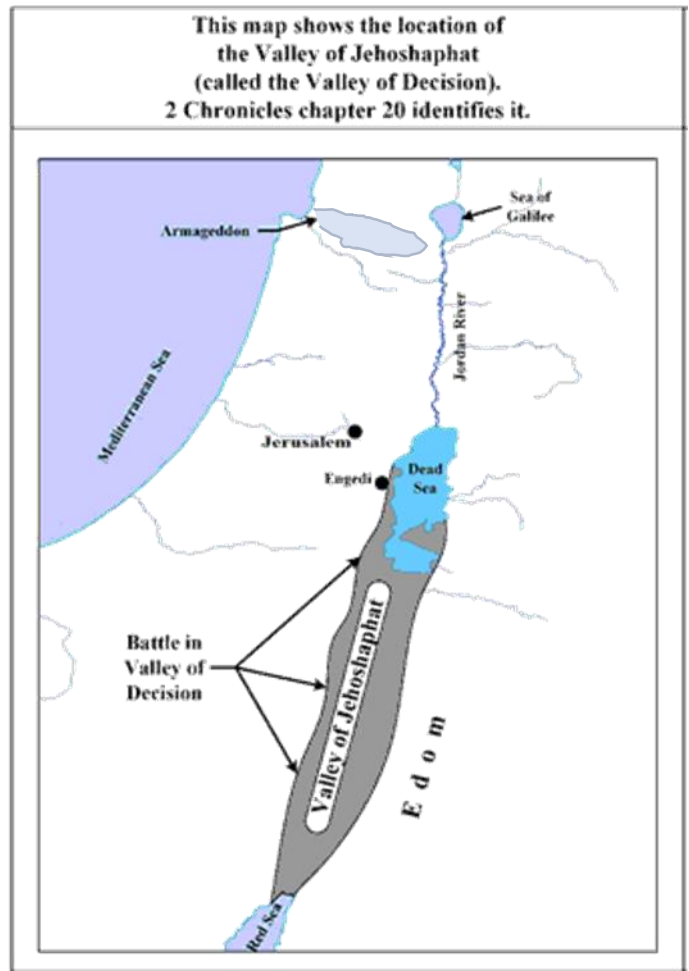 This map shows the location of
the Valley of Jehoshaphat
(called the Valley of Decision).
2 Chronicles chapter 20 identifies it.
Sea of
Galilee
Armageddon
Jordan River
Mediterranean Sea
Jerusalem
Engedi
Dead
Sea
Battle in
Valley of
Decision
Valley of Jehoshaphat
Edom
Red Sea